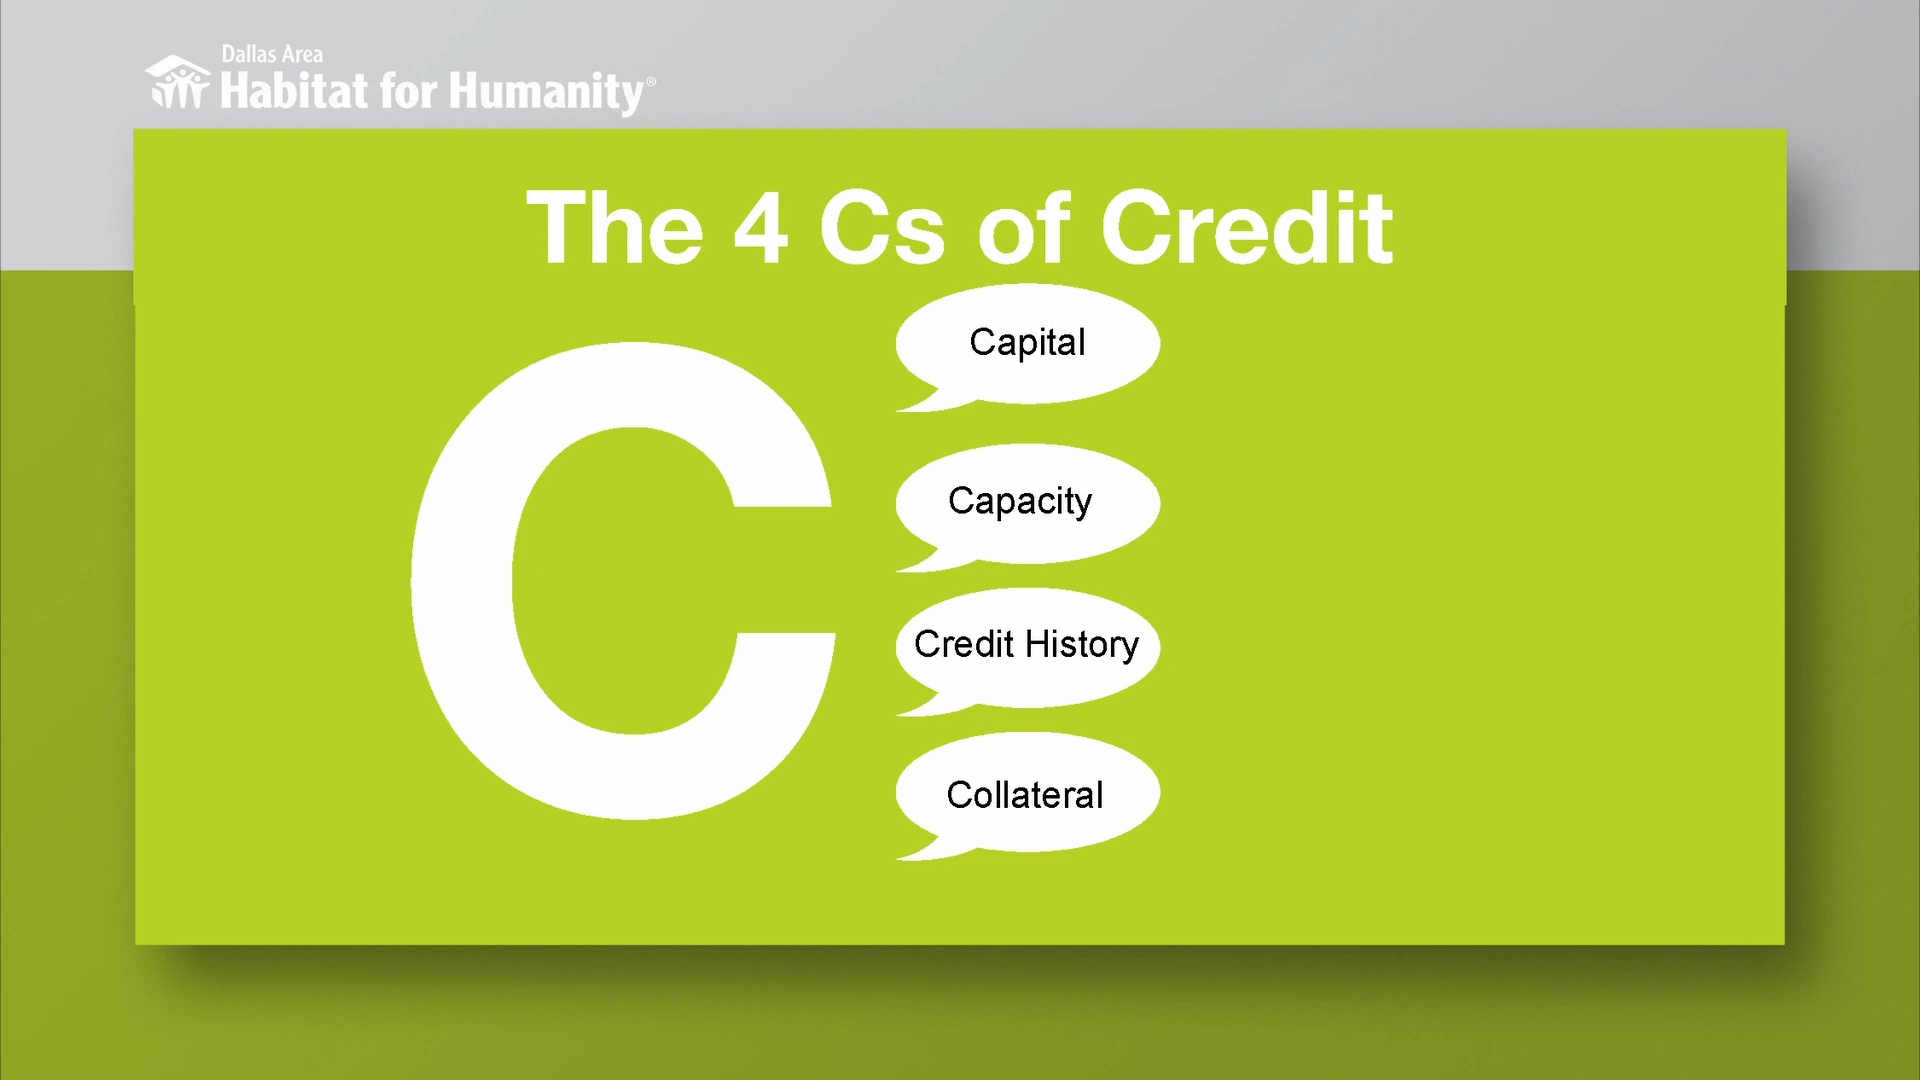 Dallas Area
Habitat for Humanity®
The 4 Cs of Credit
C
Capital
Capacity
Credit History
Collateral